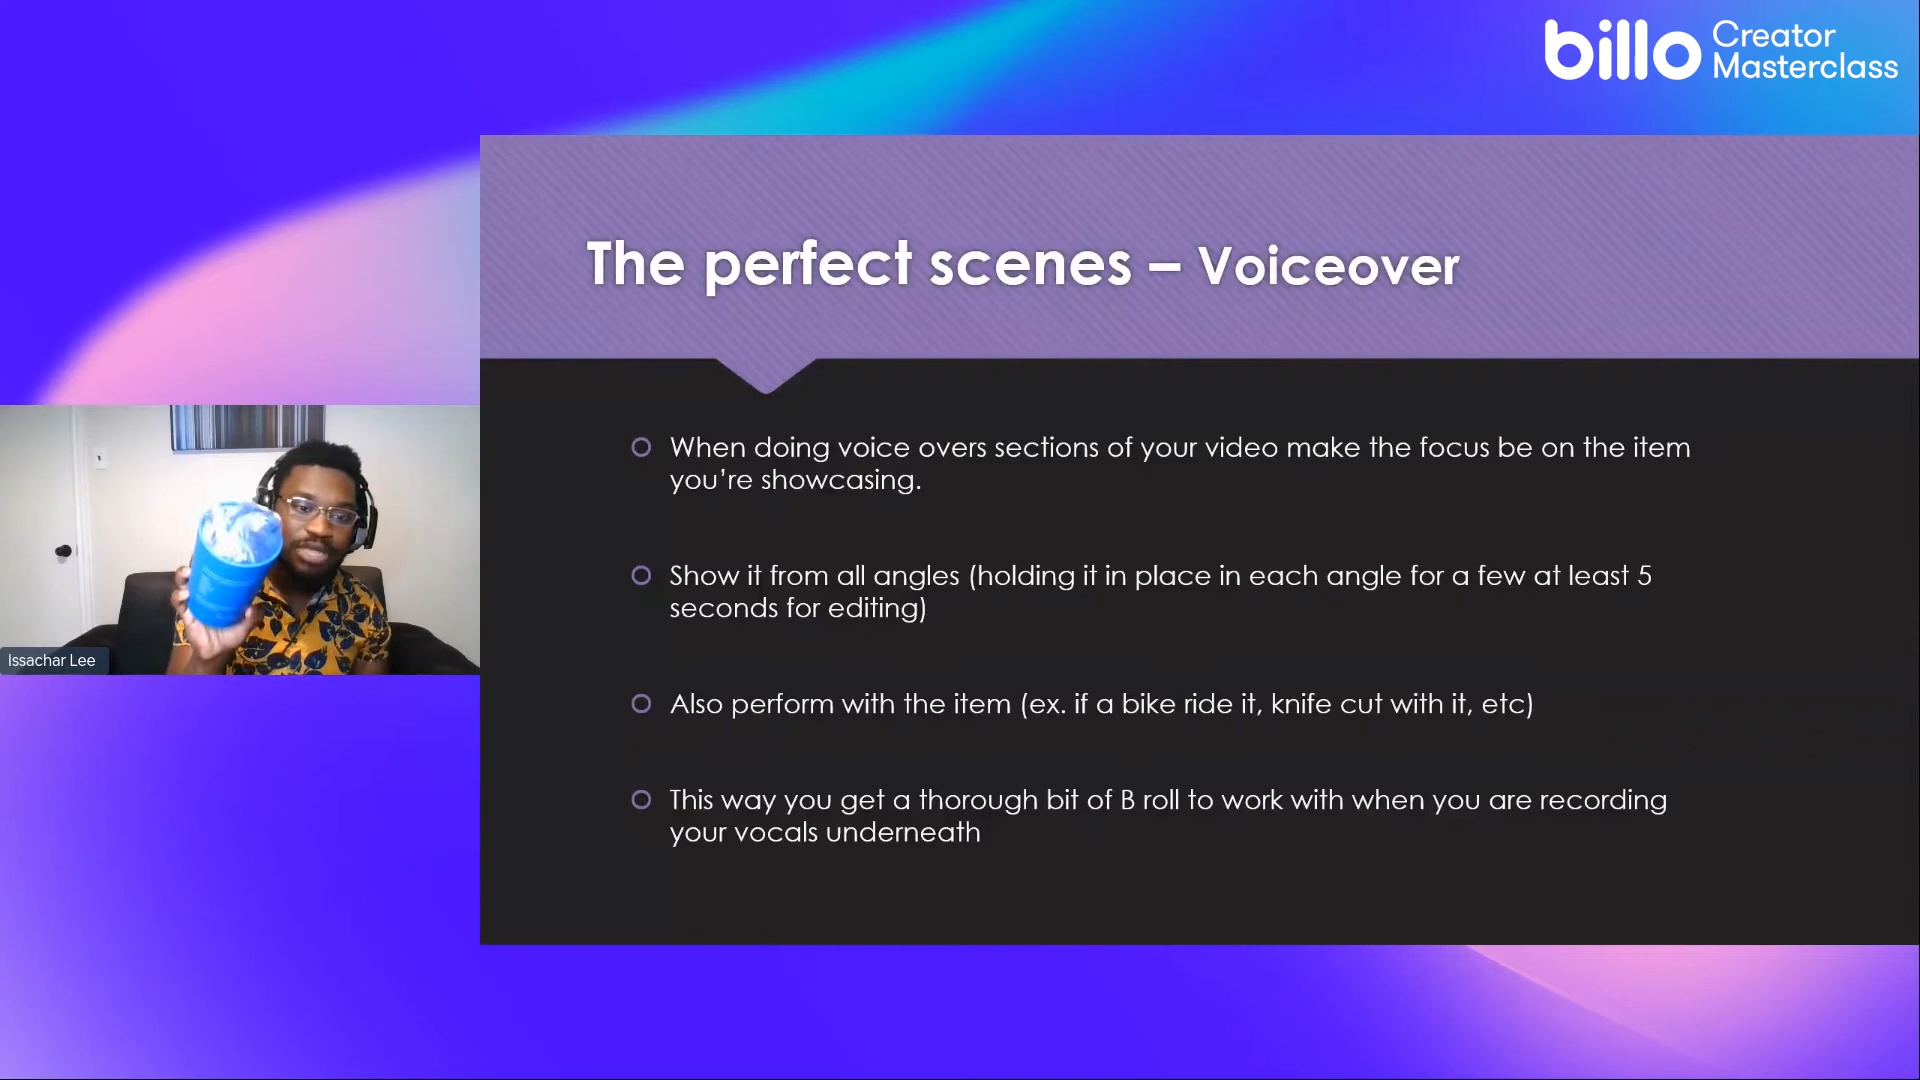 billo Creator
Masterclass
The perfect scenes – Voiceover
When doing voice overs sections of your video make the focus be on the item
you’re showcasing.
Show it from all angles (holding it in place in each angle for a few at least 5
seconds for editing)
Also perform with the item (ex. if a bike ride it, knife cut with it, etc)
This way you get a thorough bit of B roll to work with when you are recording
your vocals underneath
Issachar Lee